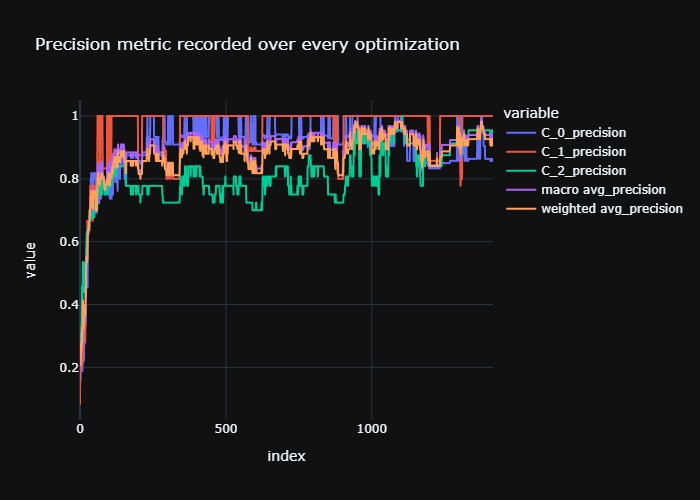 Precision metric recorded over every optimization
variable
C_0_precision
C_1_precision
C_2_precision
macro avg_precision
weighted avg_precision
1
0.8
0.6
0.4
0.2
value
0
500
1000
index